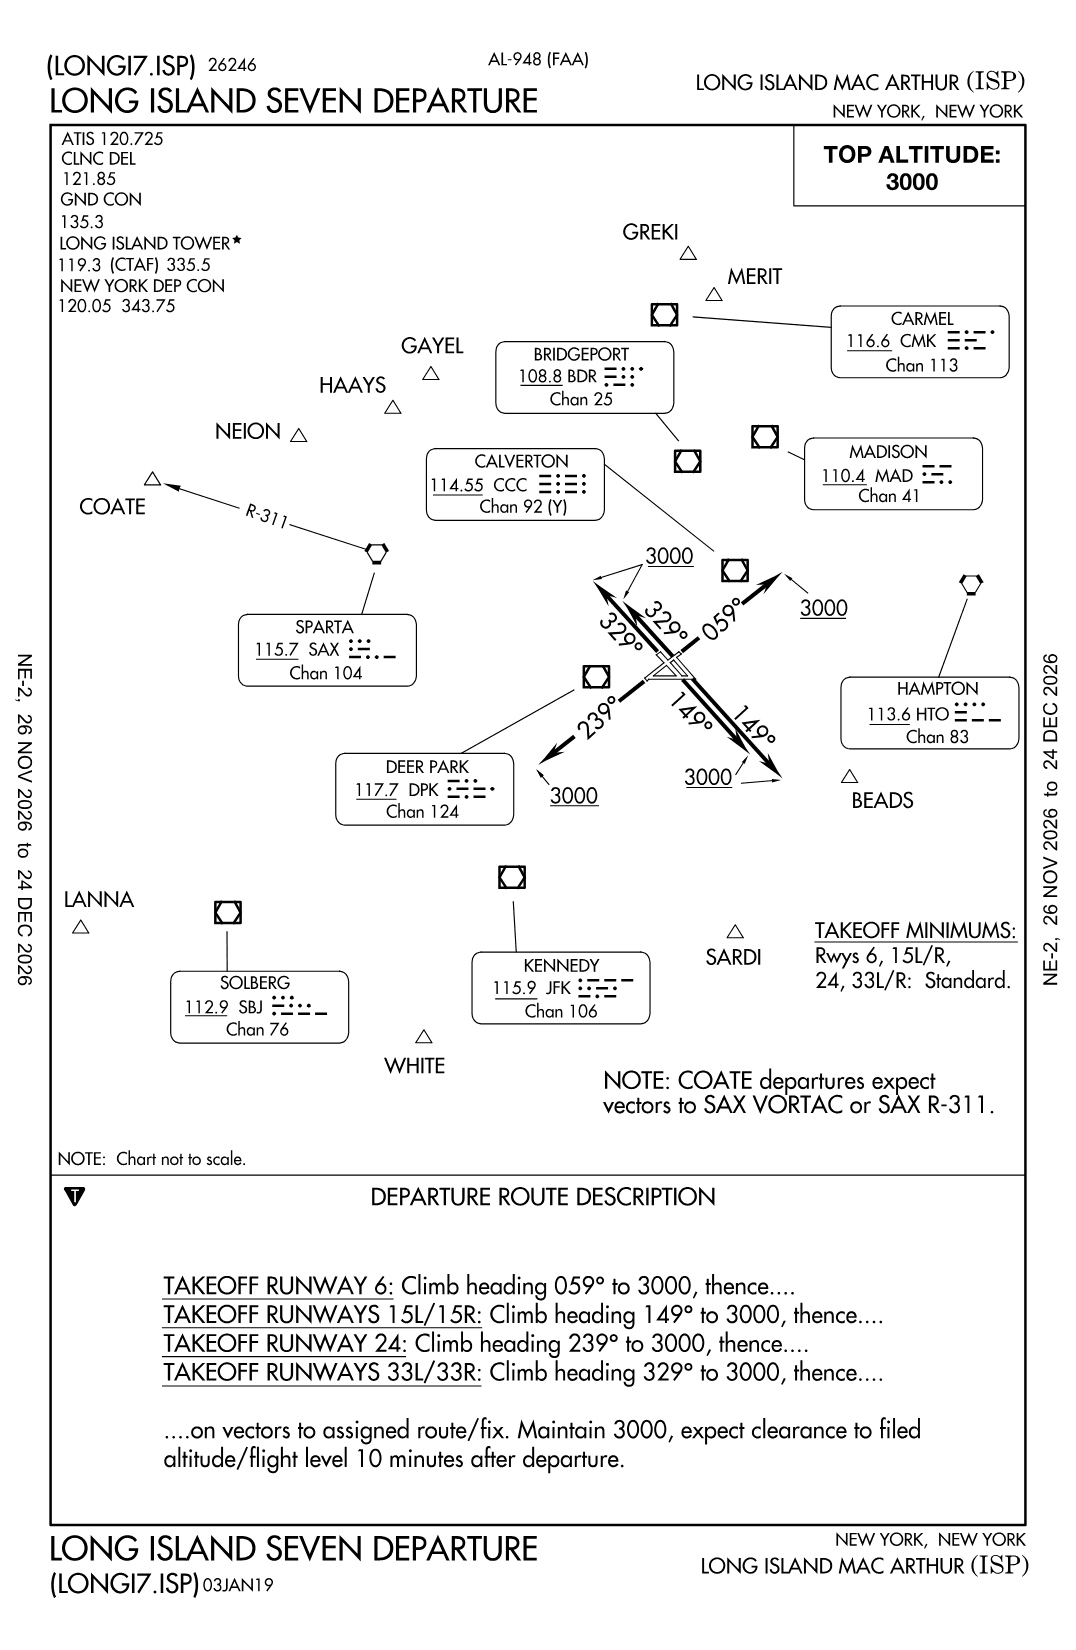 (LONGI7.ISP) 26246
AL-948 (FAA)
LONG ISLAND MAC ARTHUR (ISP)
LONG ISLAND SEVEN DEPARTURE
NEW YORK, NEW YORK
ATIS 120.725
CLNC DEL
121.85
GND CON
135.3
LONG ISLAND TOWER★
119.3 (CTAF) 335.5
NEW YORK DEP CON
120.05 343.75
TOP ALTITUDE:
3000
GREKI
MERIT
CARMEL
116.6 CMK
Chan 113
GAYEL
BRIDGEPORT
108.8 BDR
Chan 25
HAAYS
NEION
CALVERTON
114.55 CCC
Chan 92 (Y)
MADISON
110.4 MAD
Chan 41
COATE
R-311
3000
3000
329°
329°
059°
SPARTA
115.7 SAX
Chan 104
HAMPTON
113.6 HTO
Chan 83
239°
149°
149°
DEER PARK
117.7 DPK
Chan 124
3000
3000
BEADS
LANNA
SARDI
TAKEOFF MINIMUMS:
Rwys 6, 15L/R,
24, 33L/R: Standard.
SOLBERG
112.9 SBJ
Chan 76
KENNEDY
115.9 JFK
Chan 106
WHITE
NOTE: COATE departures expect
vectors to SAX VORTAC or SAX R-311.
NOTE: Chart not to scale.
NE-2, 26 NOV 2026 to 24 DEC 2026
NE-2, 26 NOV 2026 to 24 DEC 2026
T
DEPARTURE ROUTE DESCRIPTION
TAKEOFF RUNWAY 6: Climb heading 059° to 3000, thence....
TAKEOFF RUNWAYS 15L/15R: Climb heading 149° to 3000, thence....
TAKEOFF RUNWAY 24: Climb heading 239° to 3000, thence....
TAKEOFF RUNWAYS 33L/33R: Climb heading 329° to 3000, thence....
....on vectors to assigned route/fix. Maintain 3000, expect clearance to filed
altitude/flight level 10 minutes after departure.
LONG ISLAND SEVEN DEPARTURE
NEW YORK, NEW YORK
(LONGI7.ISP) 03JAN19
LONG ISLAND MAC ARTHUR (ISP)